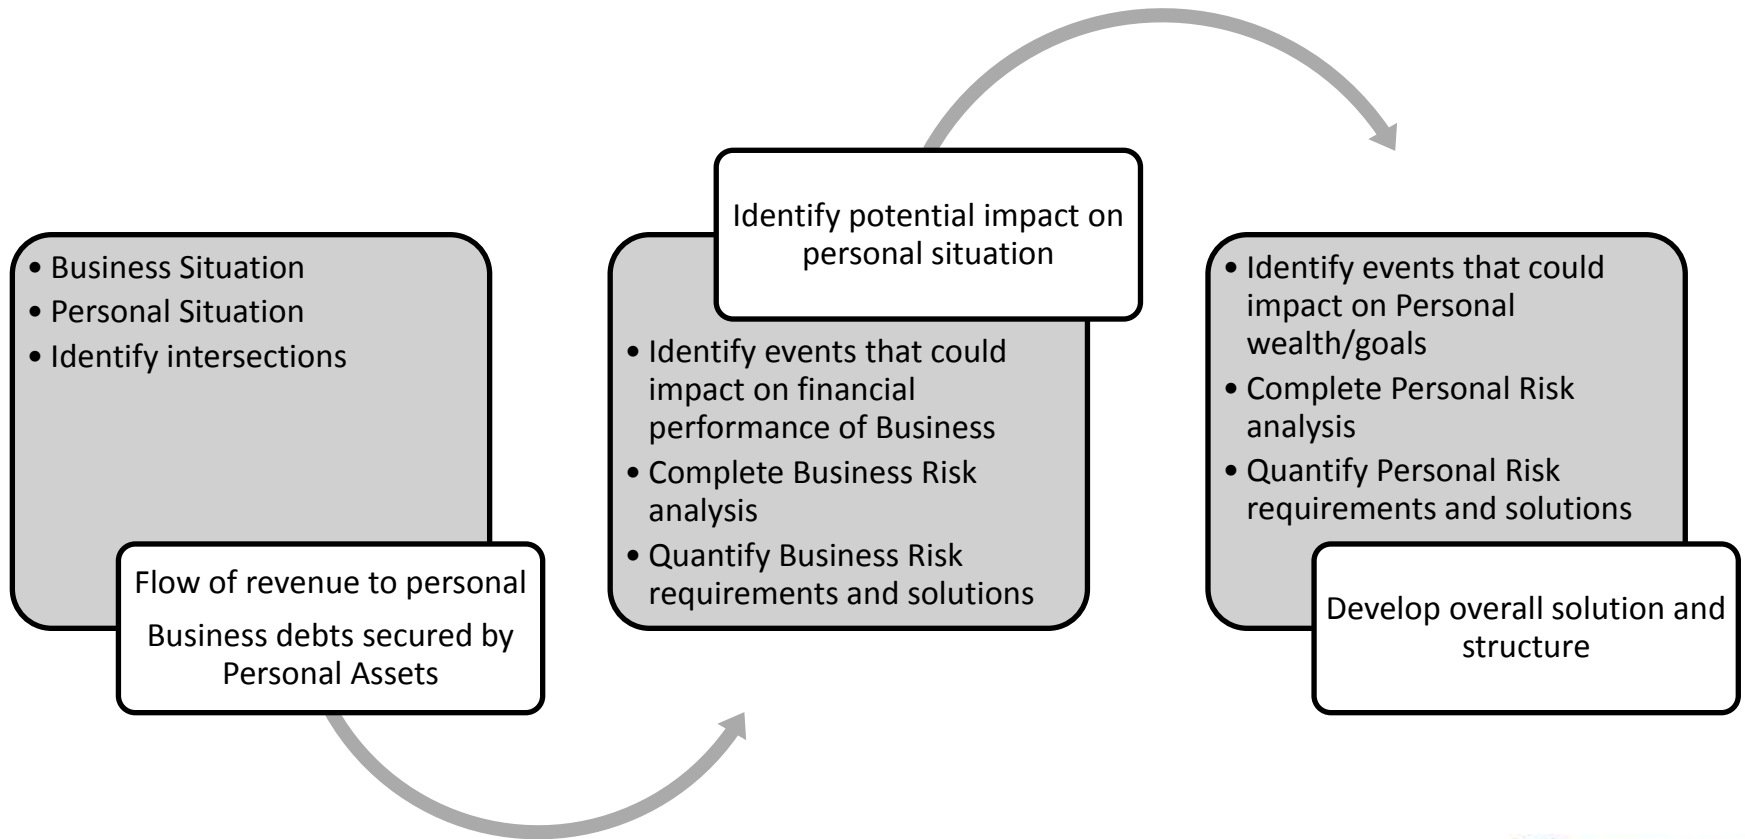 • Business Situation
• Personal Situation
• Identify intersections
Flow of revenue to personal
Business debts secured by
Personal Assets
Identify potential impact on
personal situation
• Identify events that could
impact on financial
performance of Business
• Complete Business Risk
analysis
• Quantify Business Risk
requirements and solutions
• Identify events that could
impact on Personal
wealth/goals
• Complete Personal Risk
analysis
• Quantify Personal Risk
requirements and solutions
Develop overall solution and
structure